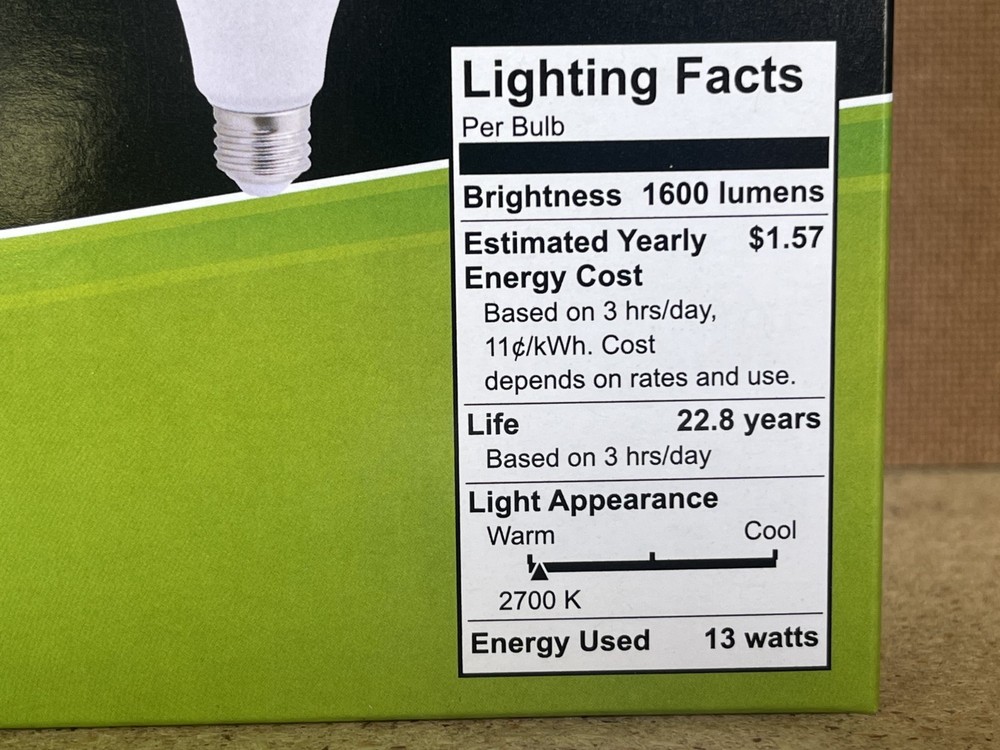 Lighting Facts
Per Bulb
Brightness 1600 lumens
Estimated Yearly $1.57
Energy Cost
Based on 3 hrs/day,
11¢/kWh. Cost
depends on rates and use.
Life 22.8 years
Based on 3 hrs/day
Light Appearance
Warm Cool
2700 K
Energy Used 13 watts